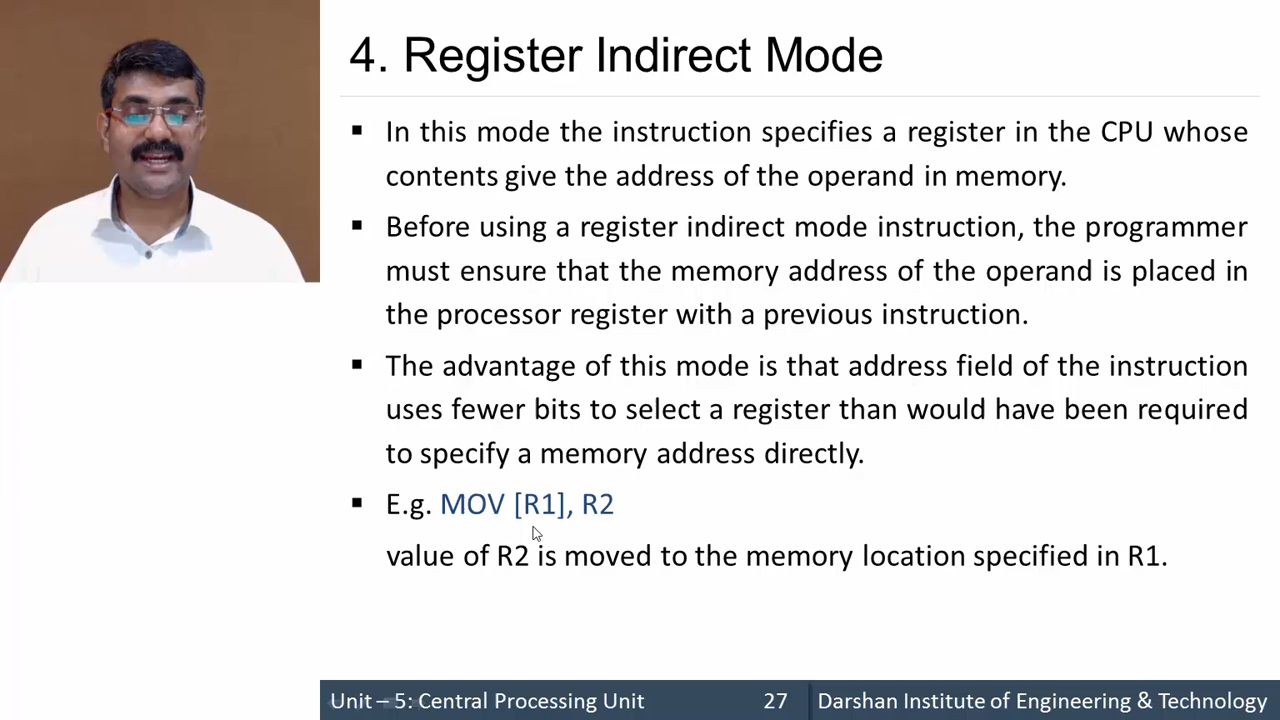 4. Register Indirect Mode
▪ In this mode the instruction specifies a register in the CPU whose
contents give the address of the operand in memory.
▪ Before using a register indirect mode instruction, the programmer
must ensure that the memory address of the operand is placed in
the processor register with a previous instruction.
▪ The advantage of this mode is that address field of the instruction
uses fewer bits to select a register than would have been required
to specify a memory address directly.
▪ E.g. MOV [R1], R2
value of R2 is moved to the memory location specified in R1.
Unit – 5: Central Processing Unit 27 Darshan Institute of Engineering & Technology